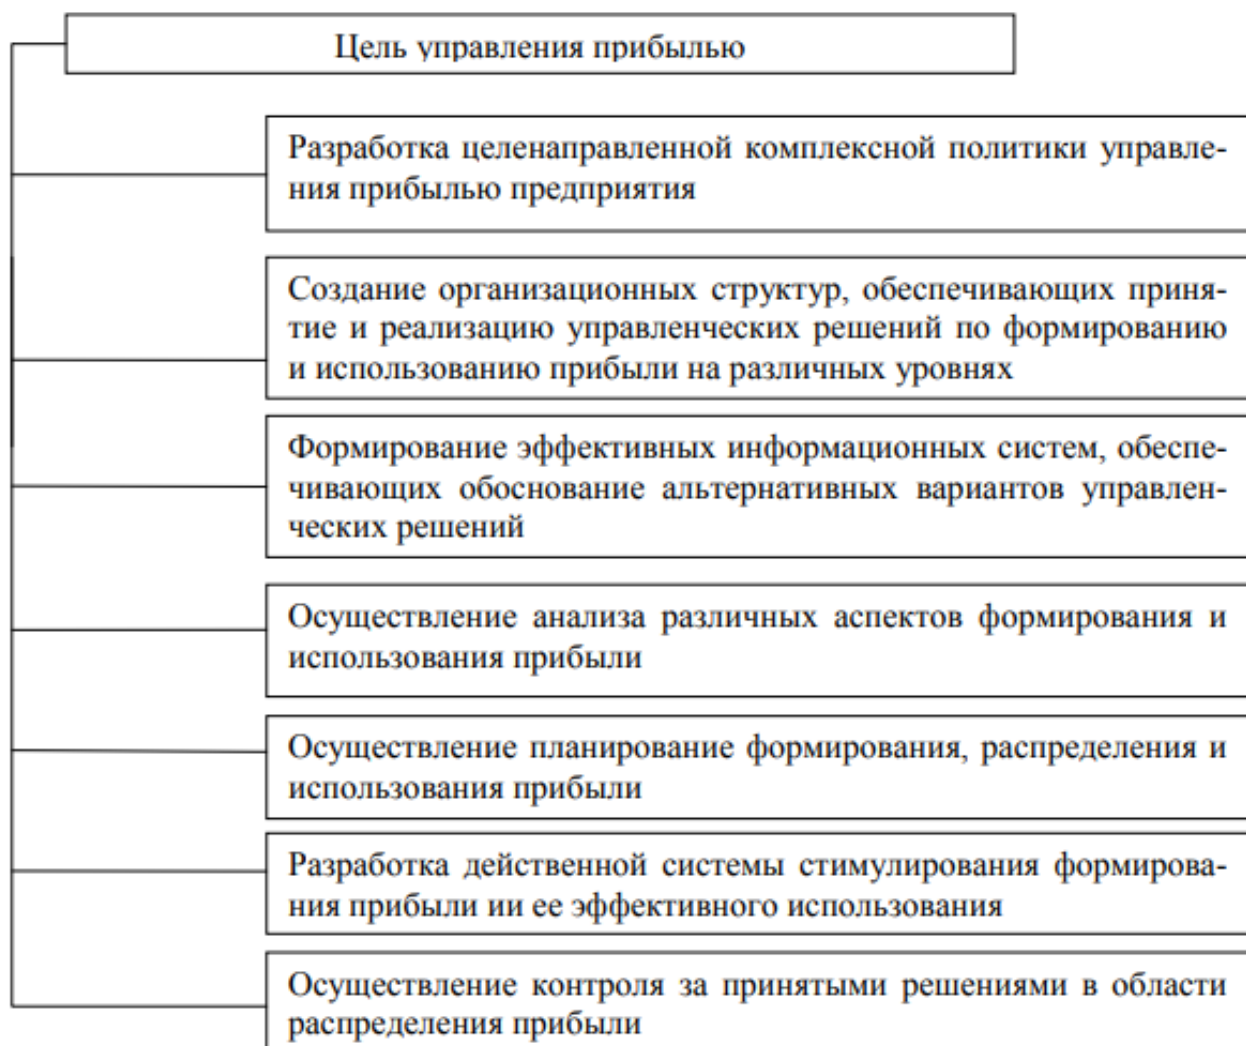 Цель управления прибылью
Разработка целенаправленной комплексной политики управле-
ния прибылью предприятия
Создание организационных структур, обеспечивающих приня-
тие и реализацию управленческих решений по формированию
и использованию прибыли на различных уровнях
Формирование эффективных информационных систем, обеспе-
чивающих обоснование альтернативных вариантов управлен-
ческих решений
Осуществление анализа различных аспектов формирования и
использования прибыли
Осуществление планирование формирования, распределения и
использования прибыли
Разработка действенной системы стимулирования формирова-
ния прибыли ии ее эффективного использования
Осуществление контроля за принятыми решениями в области
распределения прибыли